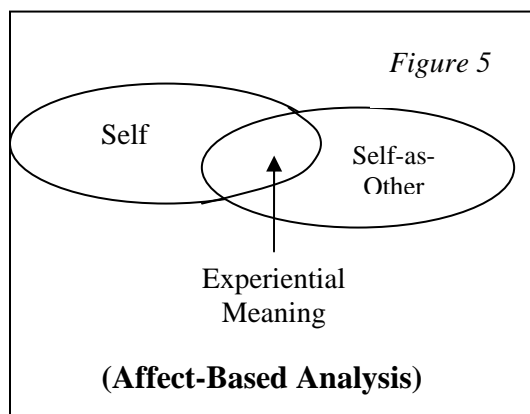 Figure 5
Self
Self-as-
Other
Experiential
Meaning
(Affect-Based Analysis)